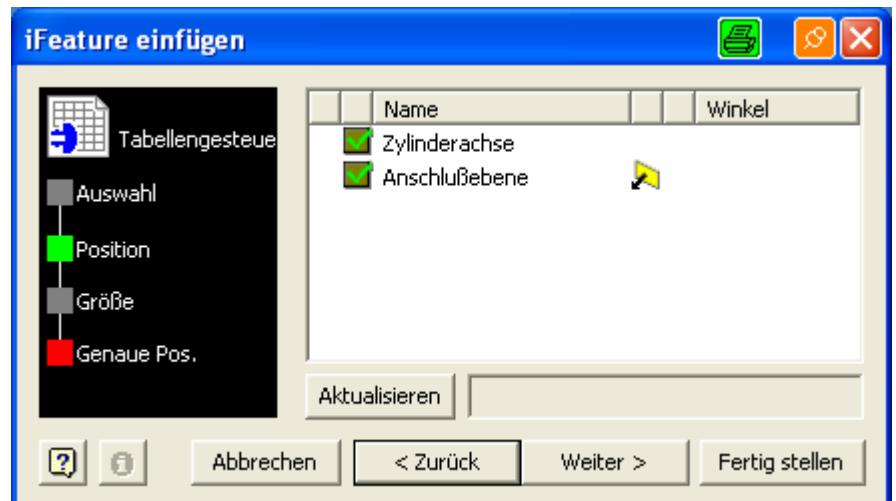 iFeature einfügen
Tabellengesteue
Auswahl
Position
Größe
Genaue Pos.
Name Winkel
Zylinderachse
Anschlußebene
Aktualisieren
Abbrechen < Zurück Weiter > Fertig stellen